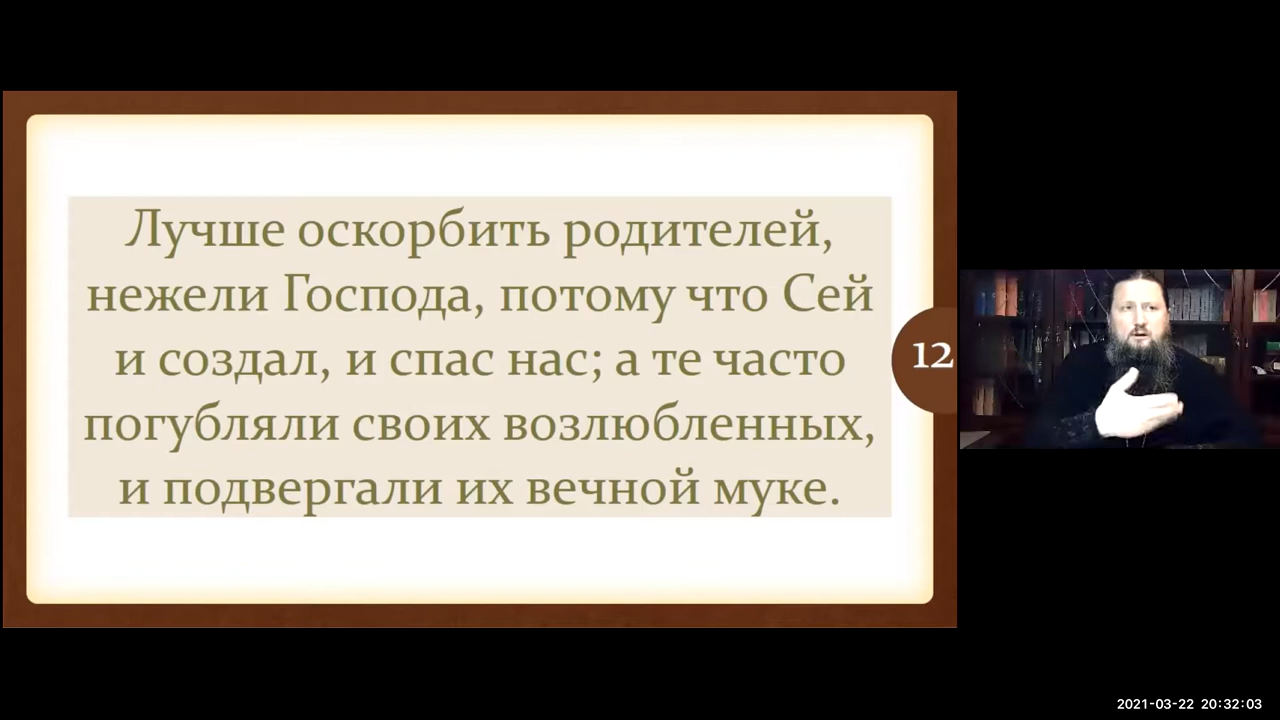 Лучше оскорбить родителей,
нежели Господа, потому что Сей
и создал, и спас нас; а те часто
погубляли своих возлюбленных,
и подвергали их вечной муке.
12
2021-03-22 20:32:03